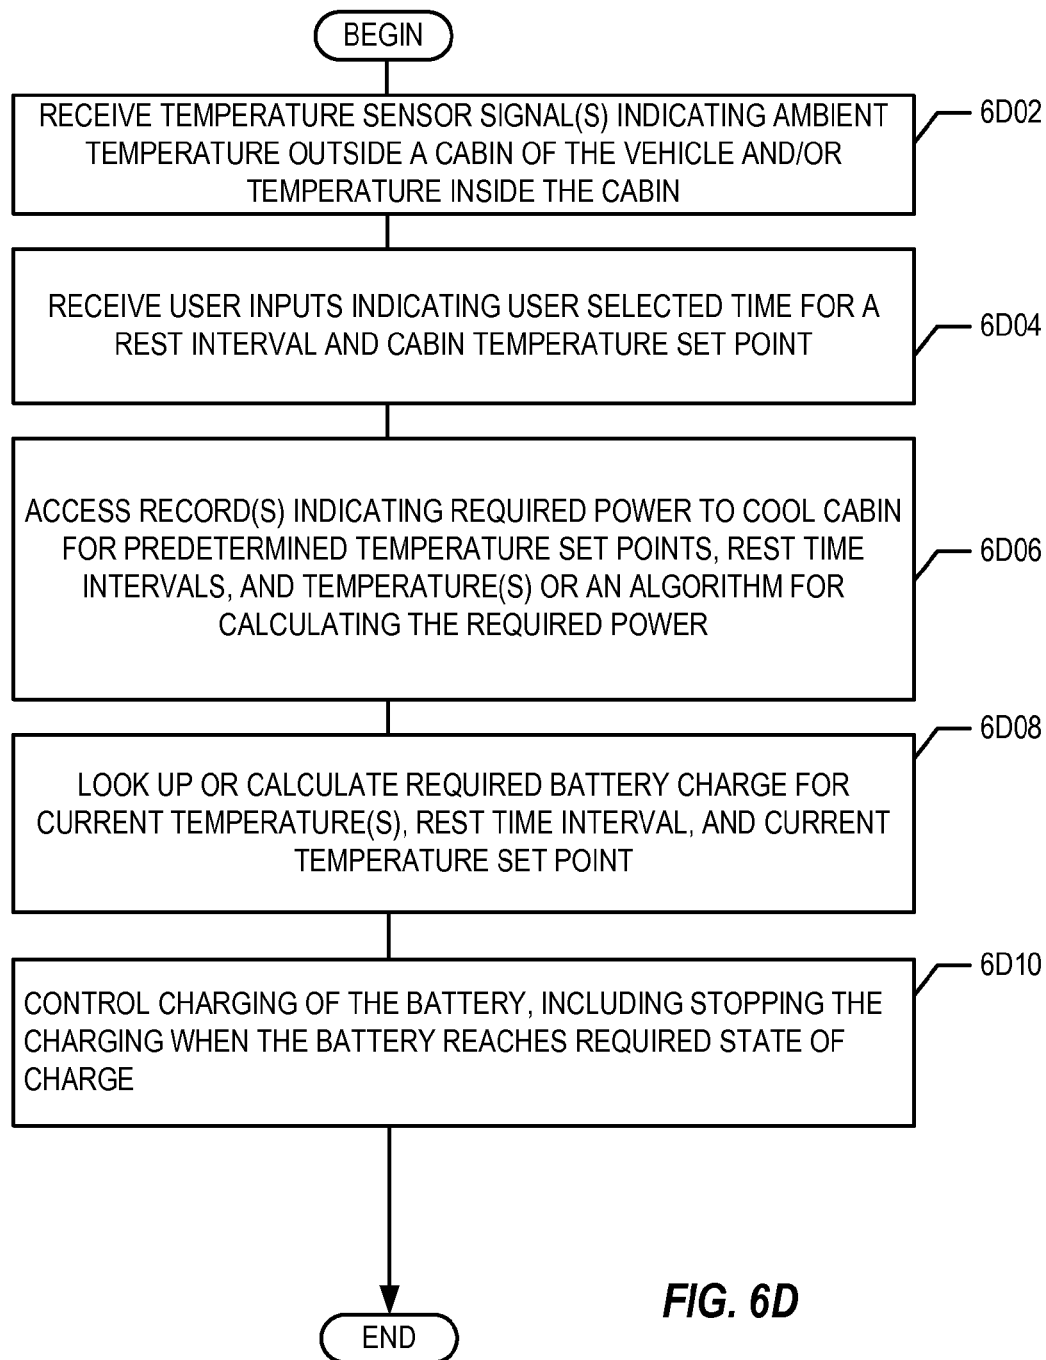 BEGIN
RECEIVE TEMPERATURE SENSOR SIGNAL(S) INDICATING AMBIENT
TEMPERATURE OUTSIDE A CABIN OF THE VEHICLE AND/OR
TEMPERATURE INSIDE THE CABIN
6D02
RECEIVE USER INPUTS INDICATING USER SELECTED TIME FOR A
REST INTERVAL AND CABIN TEMPERATURE SET POINT
6D04
ACCESS RECORD(S) INDICATING REQUIRED POWER TO COOL CABIN
FOR PREDETERMINED TEMPERATURE SET POINTS, REST TIME
INTERVALS, AND TEMPERATURE(S) OR AN ALGORITHM FOR
CALCULATING THE REQUIRED POWER
6D06
LOOK UP OR CALCULATE REQUIRED BATTERY CHARGE FOR
CURRENT TEMPERATURE(S), REST TIME INTERVAL, AND CURRENT
TEMPERATURE SET POINT
6D08
CONTROL CHARGING OF THE BATTERY, INCLUDING STOPPING THE
CHARGING WHEN THE BATTERY REACHES REQUIRED STATE OF
CHARGE
6D10
END
FIG. 6D